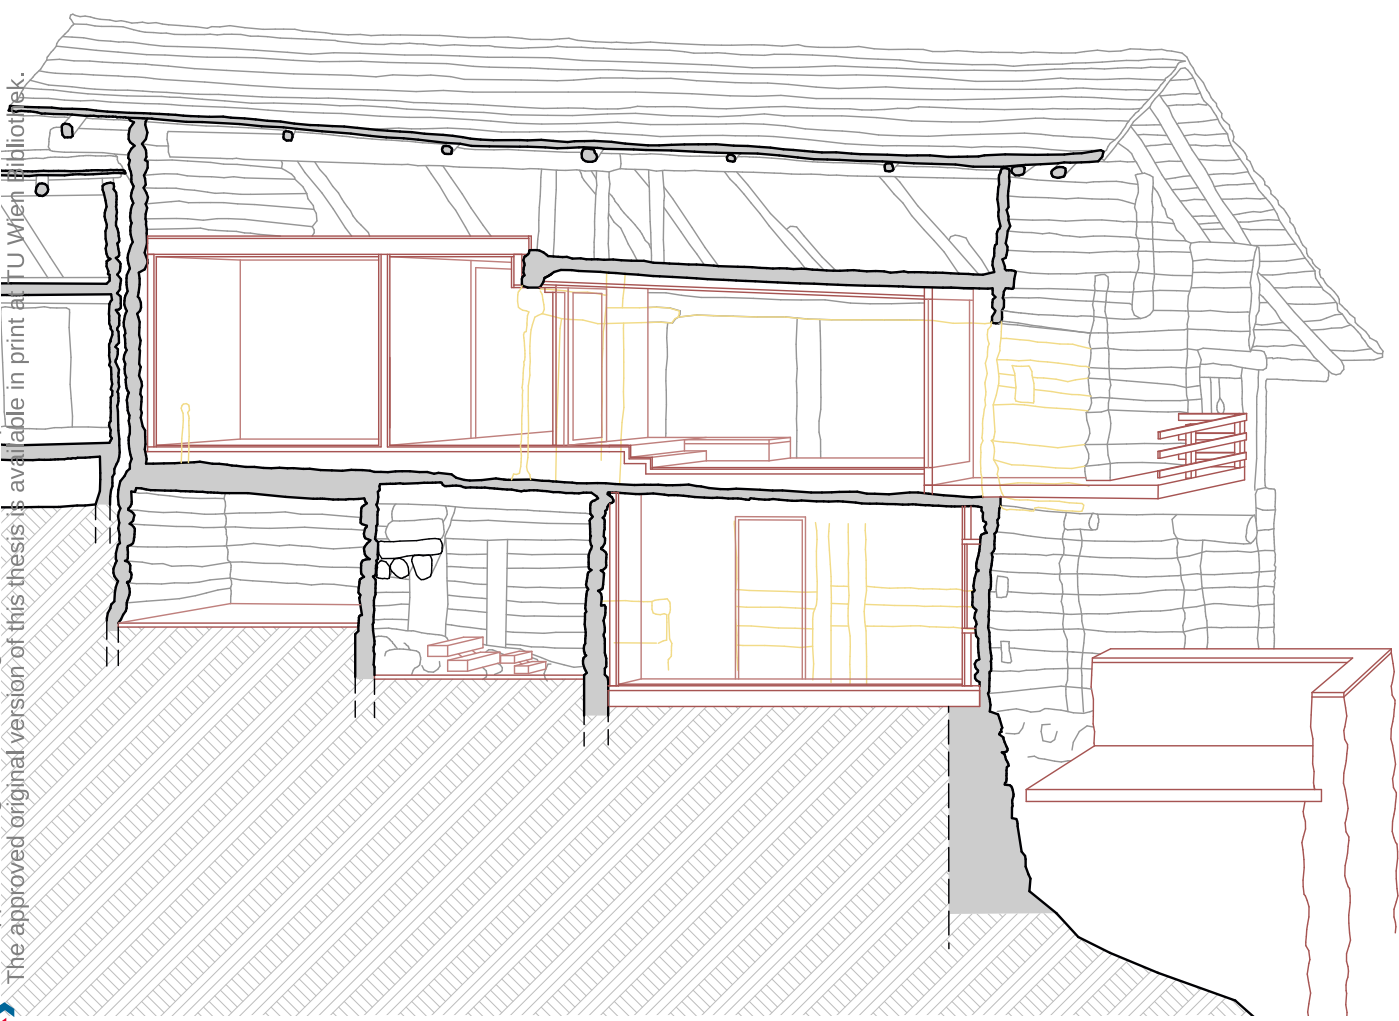 The approved original version of this thesis is available in print at TU Wien Bibliothek.